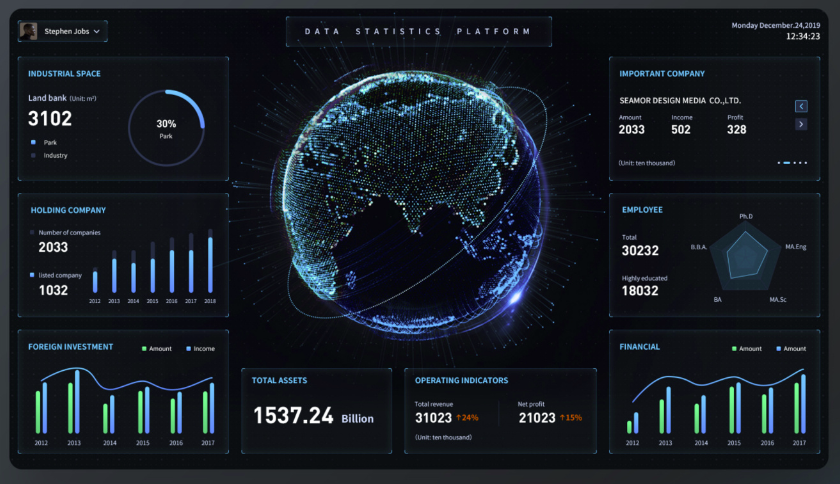 Stephen Jobs
DATA STATISTICS PLATFORM
Monday December.24,2019
12:34:23
INDUSTRIAL SPACE
Land bank (Unit: m²)
3102
Park
Industry
30%
Park
IMPORTANT COMPANY
SEAMOR DESIGN MEDIA CO.,LTD.
Amount Income Profit
2033 502 328
(Unit: ten thousand)
HOLDING COMPANY
Number of companies
2033
listed company
1032
2012 2013 2014 2015 2016 2017 2018
EMPLOYEE
Total
30232
Highly educated
18032
Ph.D
B.B.A. MA.Eng
BA MA.Sc
FOREIGN INVESTMENT
Amount Income
2012 2013 2014 2015 2016 2017
TOTAL ASSETS
1537.24 Billion
OPERATING INDICATORS
Total revenue Net profit
31023 ↑24% 21023 ↑15%
(Unit: ten thousand)
FINANCIAL
Amount Amount
2012 2013 2014 2015 2016 2017